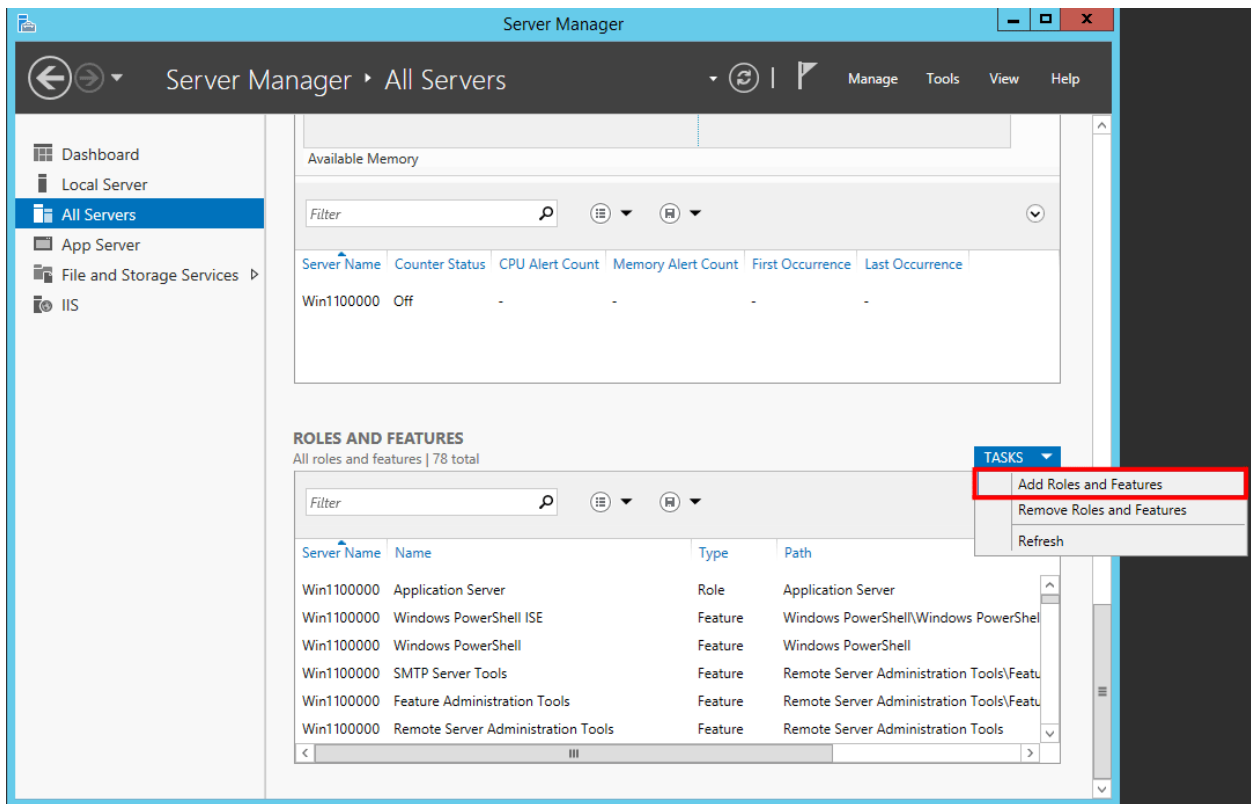 Server Manager
Server Manager ‣ All Servers
Manage Tools View Help
Dashboard
Local Server
All Servers
App Server
File and Storage Services
IIS
Available Memory
Filter
Server Name Counter Status CPU Alert Count Memory Alert Count First Occurrence Last Occurrence
Win1100000 Off - - - -
ROLES AND FEATURES
All roles and features | 78 total
TASKS
Add Roles and Features
Remove Roles and Features
Refresh
Filter
Server Name Name Type Path
Win1100000 Application Server Role Application Server
Win1100000 Windows PowerShell ISE Feature Windows PowerShell\Windows PowerShel
Win1100000 Windows PowerShell Feature Windows PowerShell
Win1100000 SMTP Server Tools Feature Remote Server Administration Tools\Featu
Win1100000 Feature Administration Tools Feature Remote Server Administration Tools\Featu
Win1100000 Remote Server Administration Tools Feature Remote Server Administration Tools